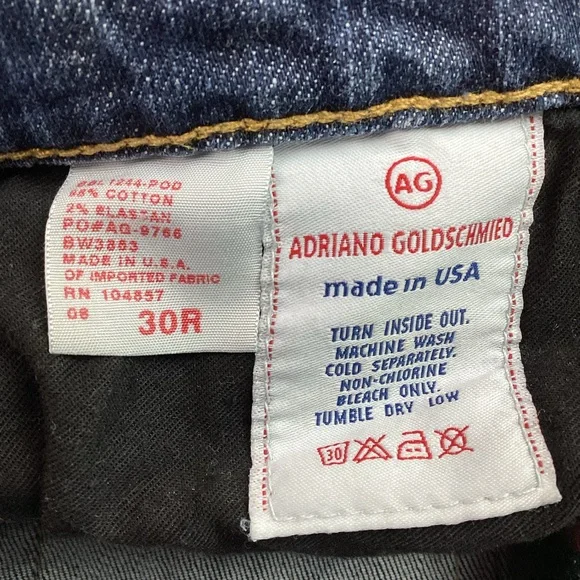 BBL1244-POD
98% COTTON
2% ELASTAN
PO#AG-9766
BW3883
MADE IN U.S.A.
OF IMPORTED FABRIC
RN 104857
08 30R
AG
ADRIANO GOLDSCHMIED
made in USA
TURN INSIDE OUT.
MACHINE WASH
COLD SEPARATELY.
NON-CHLORINE
BLEACH ONLY.
TUMBLE DRY LOW
30